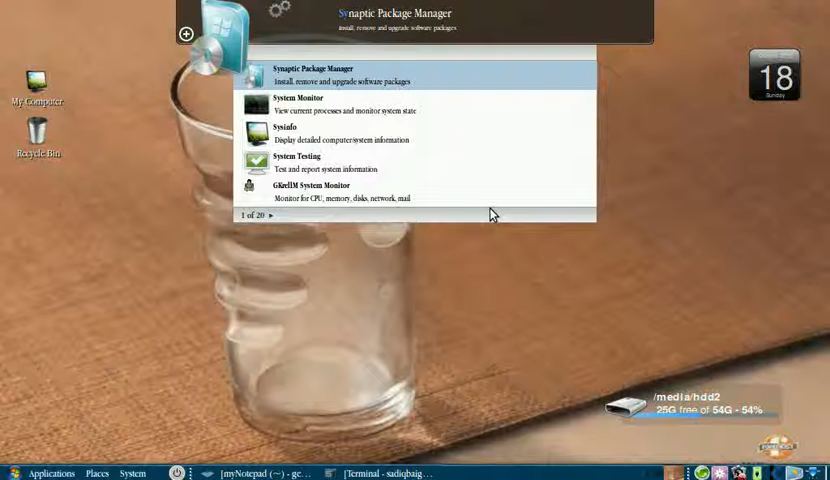 Synaptic Package Manager
Install, remove and upgrade software packages
Synaptic Package Manager
Install, remove and upgrade software packages
System Monitor
View current processes and monitor system state
Sysinfo
Display detailed computer system information
System Testing
Test and report system information
GKrellM System Monitor
Monitor for CPU, memory, disks, network, mail
1 of 20 ▸
My Computer
Recycle Bin
18
Sunday
/media/hdd2
25G free of 54G - 54%
Applications Places System [myNotepad (~) - gc... [Terminal - sadiqbaig...